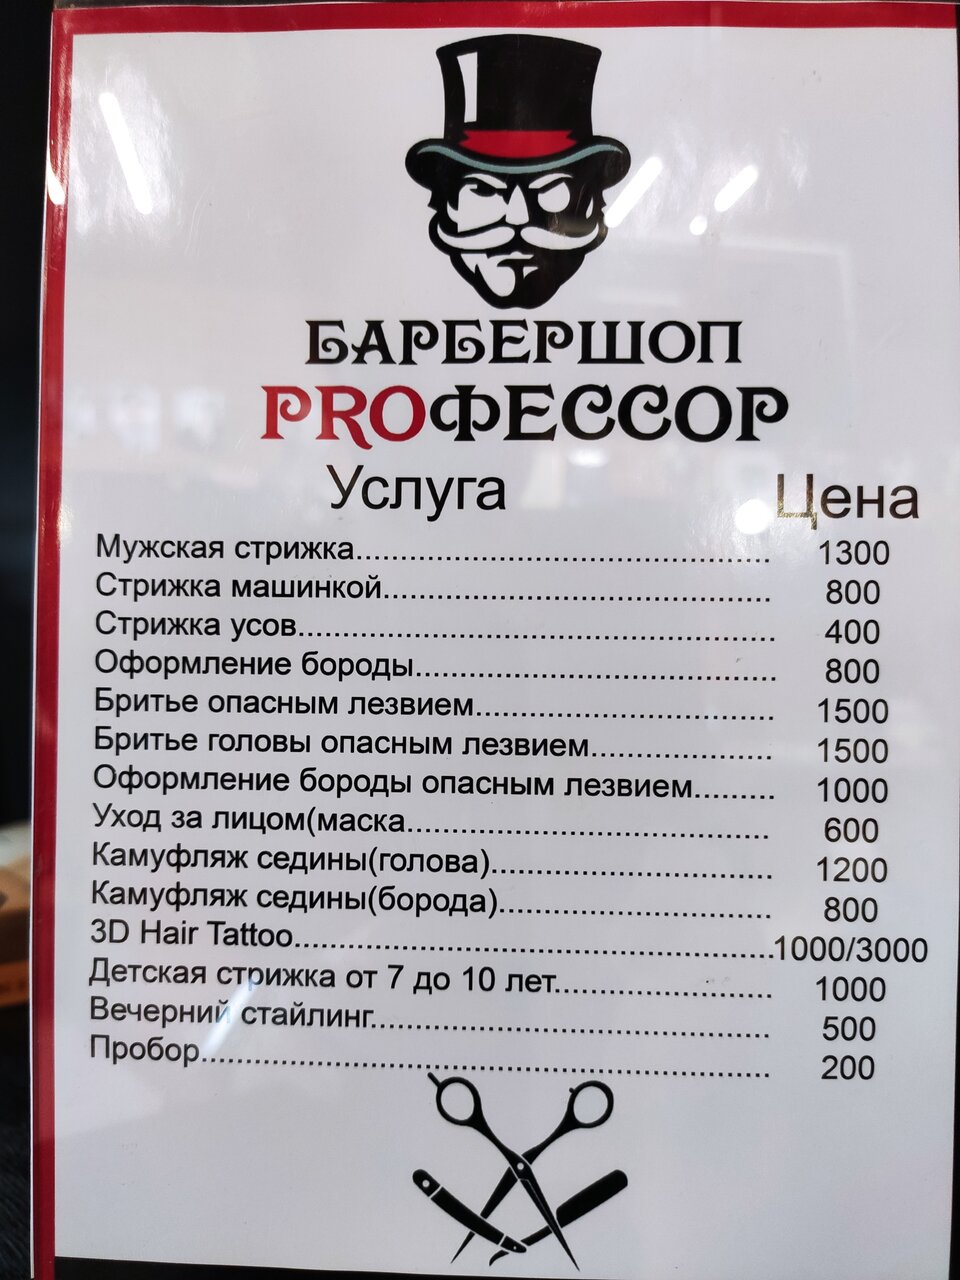 БАРБЕРШОП
PROФЕССОР
Услуга Цена
Мужская стрижка.............................................. 1300
Стрижка машинкой........................................... 800
Стрижка усов..................................................... 400
Оформление бороды........................................ 800
Бритье опасным лезвием................................. 1500
Бритье головы опасным лезвием.................... 1500
Оформление бороды опасным лезвием......... 1000
Уход за лицом(маска........................................ 600
Камуфляж седины(голова)............................... 1200
Камуфляж седины(борода).............................. 800
3D Hair Tattoo.....................................................1000/3000
Детская стрижка от 7 до 10 лет........................ 1000
Вечерний стайлинг............................................ 500
Пробор............................................................... 200